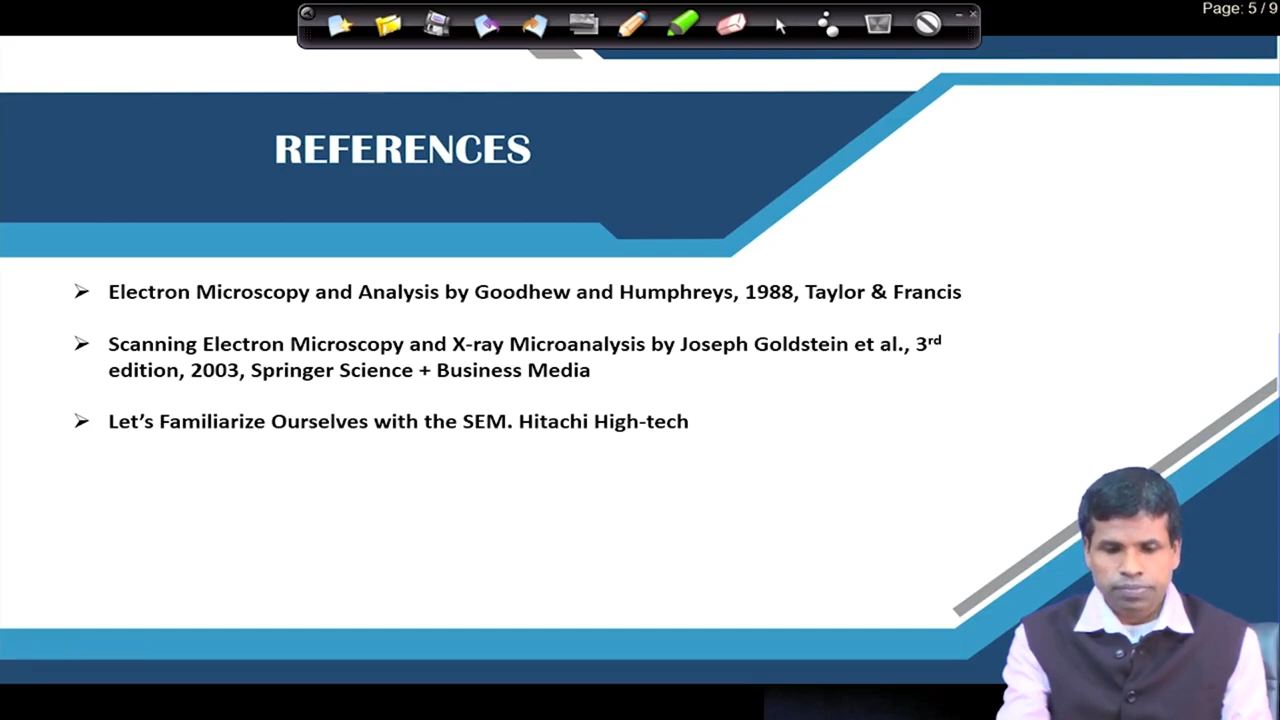 Page: 5 / 9
REFERENCES
➢ Electron Microscopy and Analysis by Goodhew and Humphreys, 1988, Taylor & Francis
➢ Scanning Electron Microscopy and X-ray Microanalysis by Joseph Goldstein et al., 3rd
edition, 2003, Springer Science + Business Media
➢ Let’s Familiarize Ourselves with the SEM. Hitachi High-tech